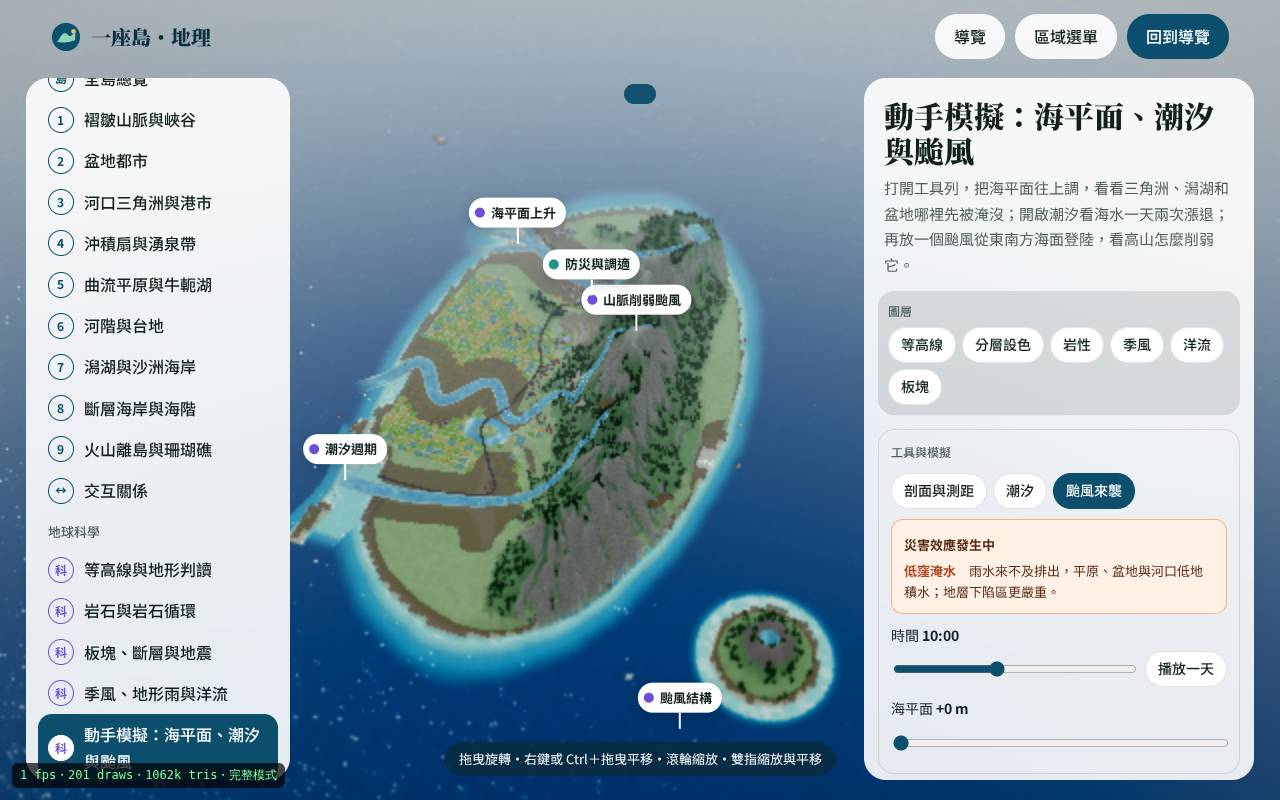 一座島・地理
導覽
區域選單
回到導覽
島 全島總覽
1 褶皺山脈與峽谷
2 盆地都市
3 河口三角洲與港市
4 沖積扇與湧泉帶
5 曲流平原與牛軛湖
6 河階與台地
7 潟湖與沙洲海岸
8 斷層海岸與海階
9 火山離島與珊瑚礁
↔ 交互關係
地球科學
科 等高線與地形判讀
科 岩石與岩石循環
科 板塊、斷層與地震
科 季風、地形雨與洋流
科 動手模擬：海平面、潮汐
與颱風
1 fps · 201 draws · 1062k tris · 完整模式
海平面上升
防災與調適
山脈削弱颱風
潮汐週期
颱風結構
拖曳旋轉・右鍵或 Ctrl＋拖曳平移・滾輪縮放・雙指縮放與平移
動手模擬：海平面、潮汐
與颱風
打開工具列，把海平面往上調，看看三角洲、潟湖和
盆地哪裡先被淹沒；開啟潮汐看海水一天兩次漲退；
再放一個颱風從東南方海面登陸，看高山怎麼削弱
它。
圖層
等高線
分層設色
岩性
季風
洋流
板塊
工具與模擬
剖面與測距
潮汐
颱風來襲
災害效應發生中
低窪淹水 雨水來不及排出，平原、盆地與河口低地
積水；地層下陷區更嚴重。
時間 10:00
播放一天
海平面 +0 m